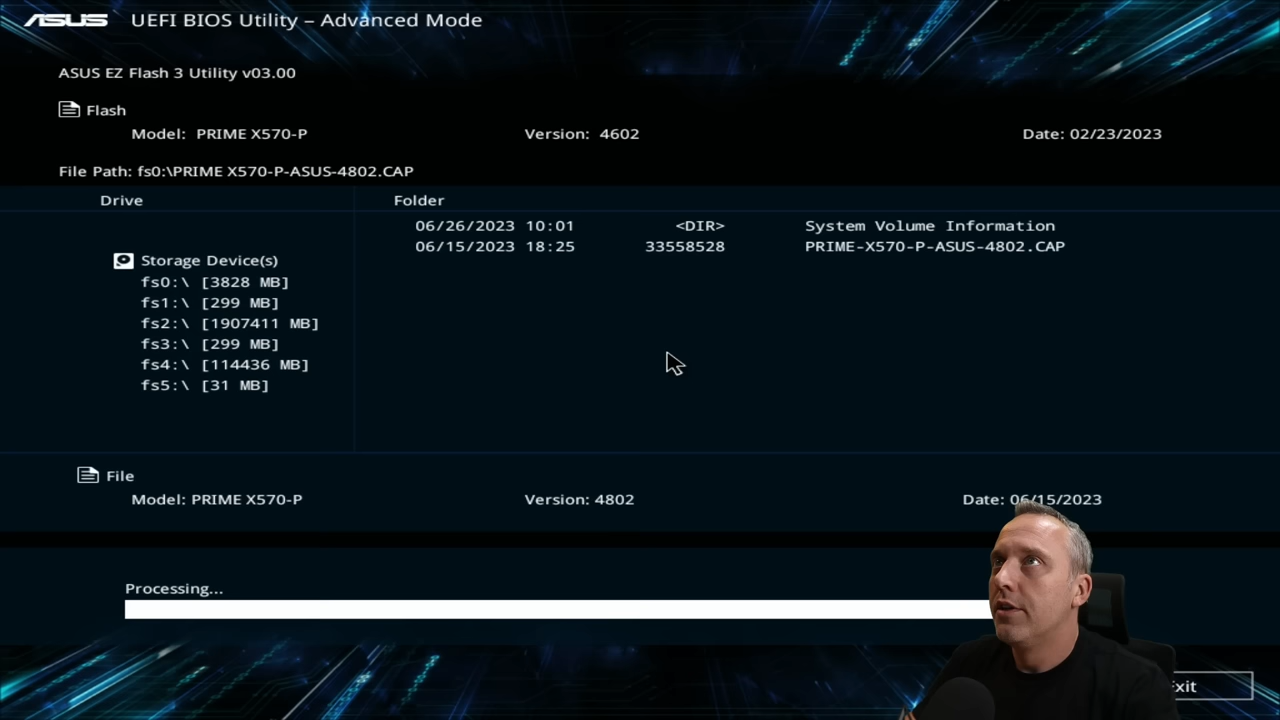 ASUS UEFI BIOS Utility – Advanced Mode
ASUS EZ Flash 3 Utility v03.00
Flash
Model: PRIME X570-P Version: 4602 Date: 02/23/2023
File Path: fs0:\PRIME X570-P-ASUS-4802.CAP
Drive Folder
06/26/2023 10:01 <DIR> System Volume Information
06/15/2023 18:25 33558528 PRIME-X570-P-ASUS-4802.CAP
Storage Device(s)
fs0:\ [3828 MB]
fs1:\ [299 MB]
fs2:\ [1907411 MB]
fs3:\ [299 MB]
fs4:\ [114436 MB]
fs5:\ [31 MB]
File
Model: PRIME X570-P Version: 4802 Date: 06/15/2023
Processing...